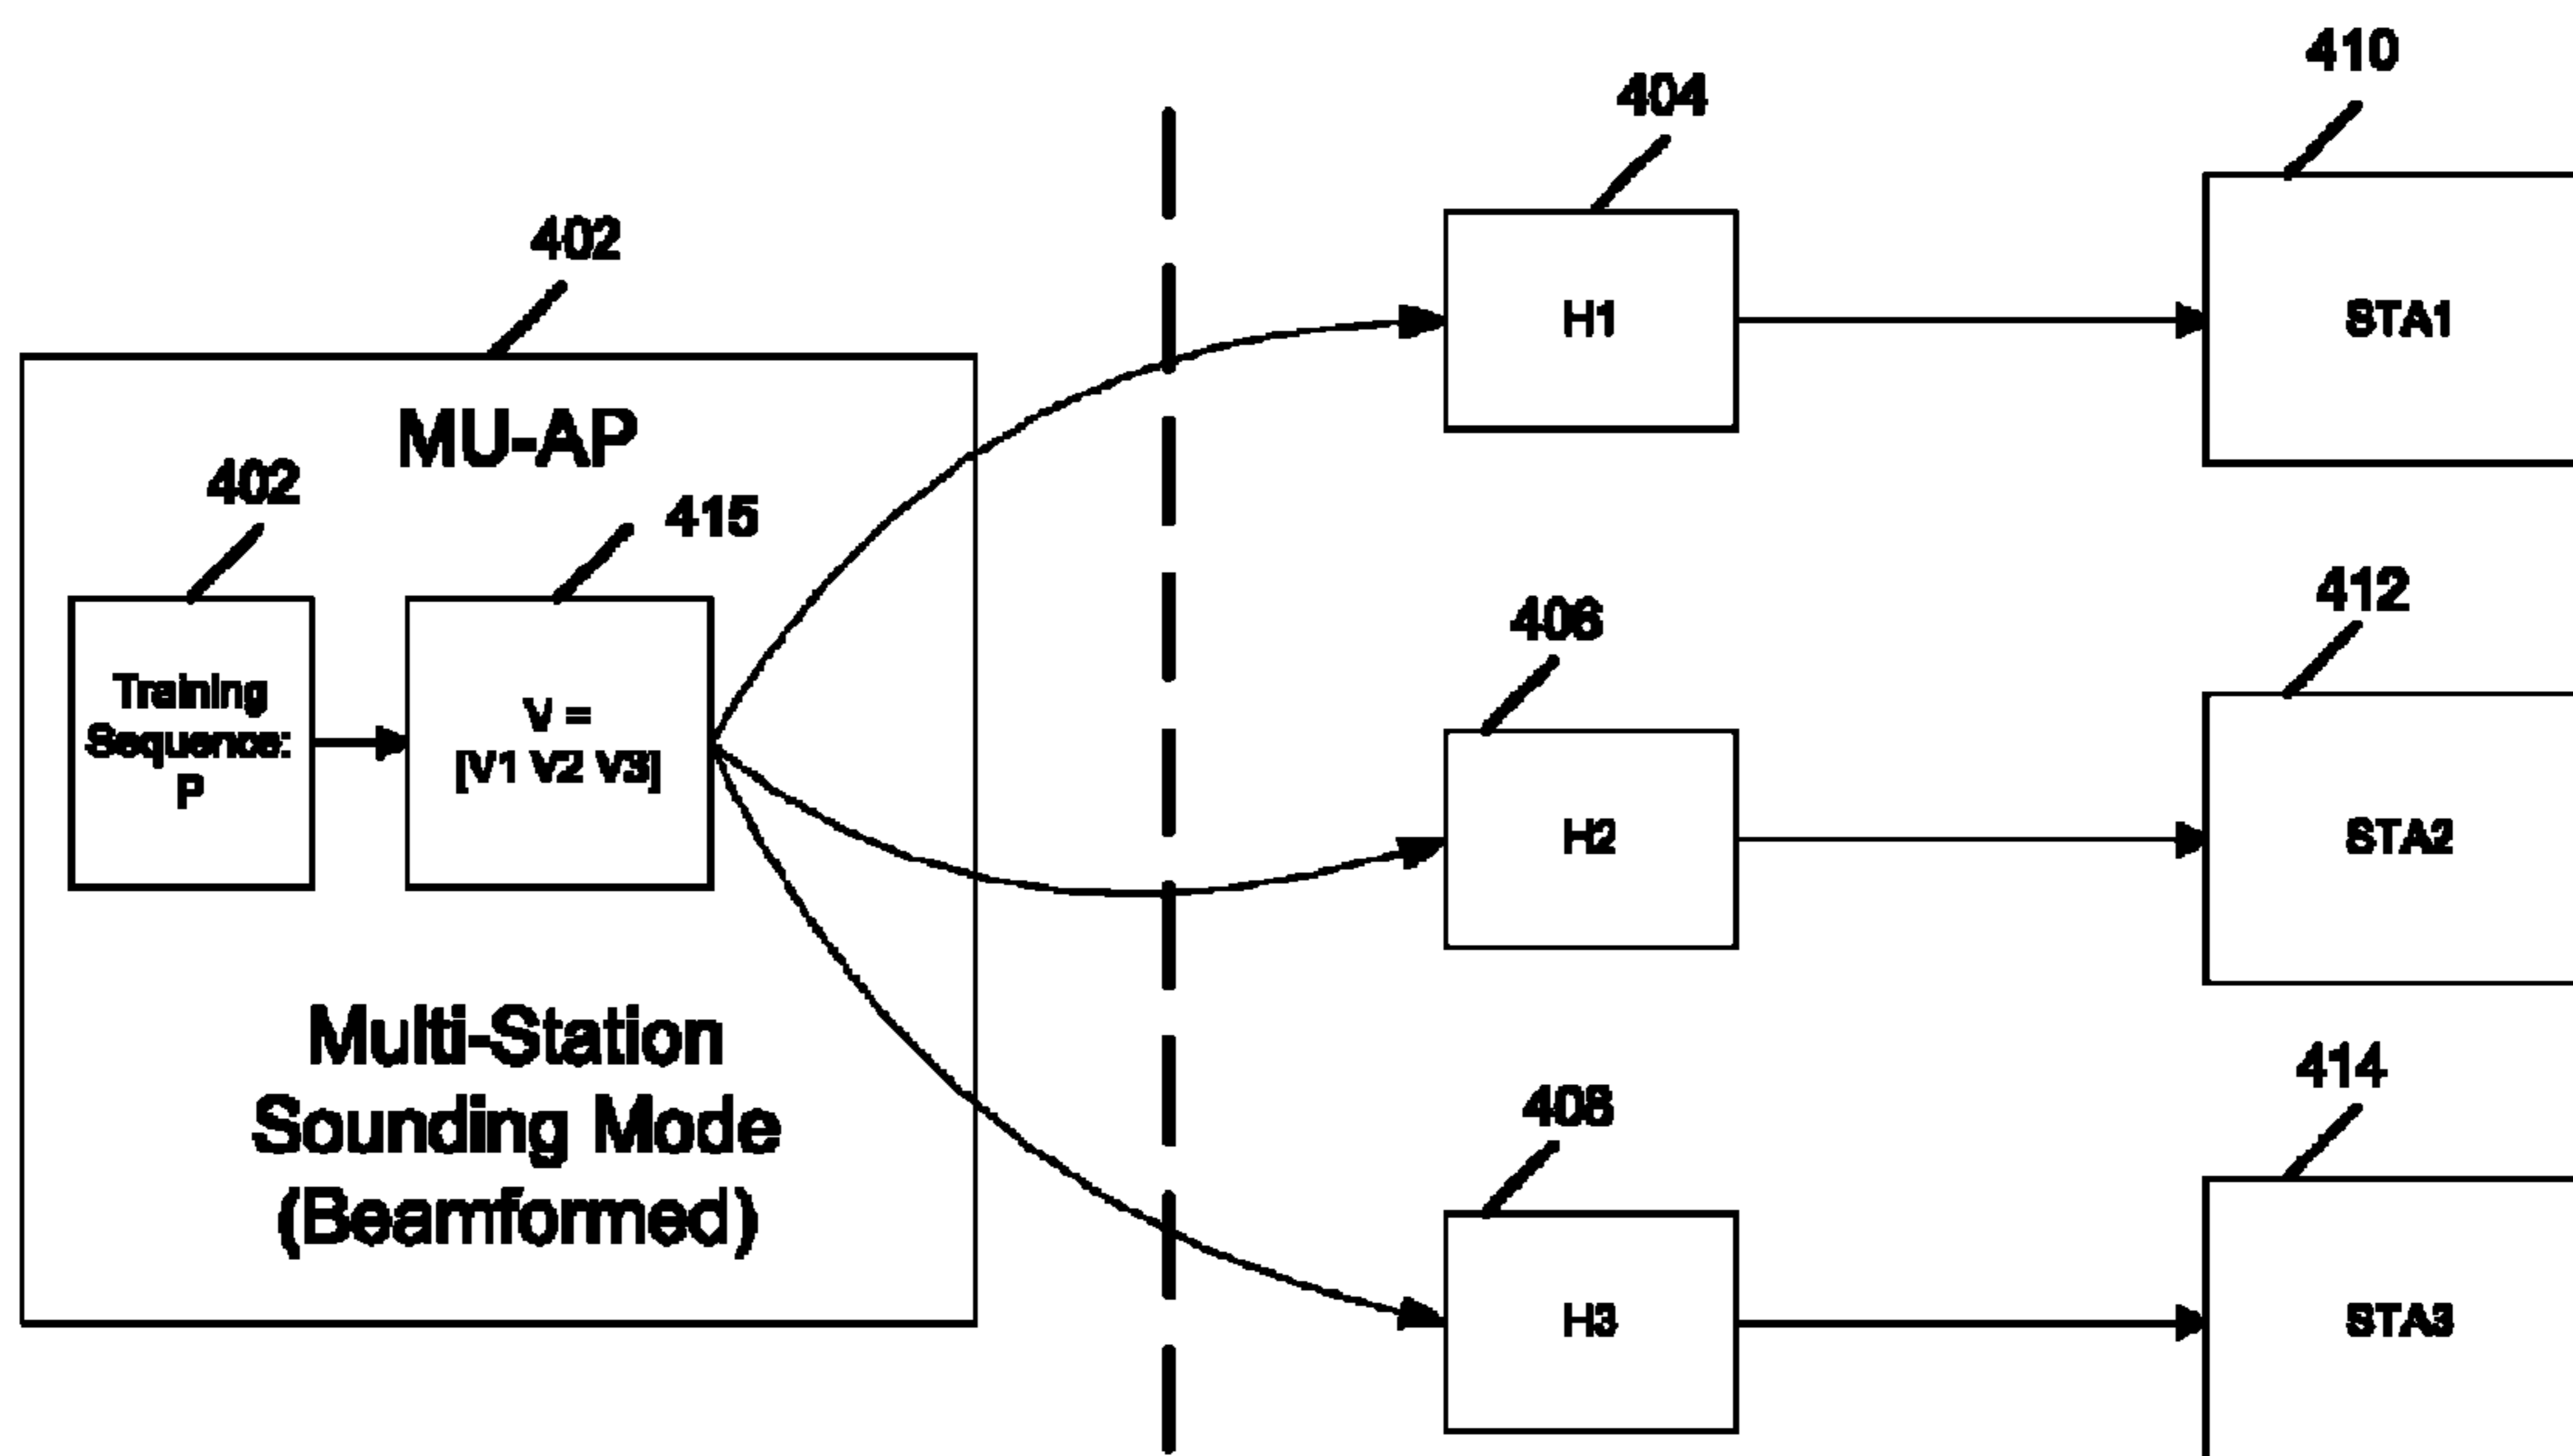 410
404
402
MU-AP
402
415
Training
Sequence:
P
V =
[V1 V2 V3]
Multi-Station
Sounding Mode
(Beamformed)
H1
STA1
406
412
H2
STA2
408
414
H3
STA3